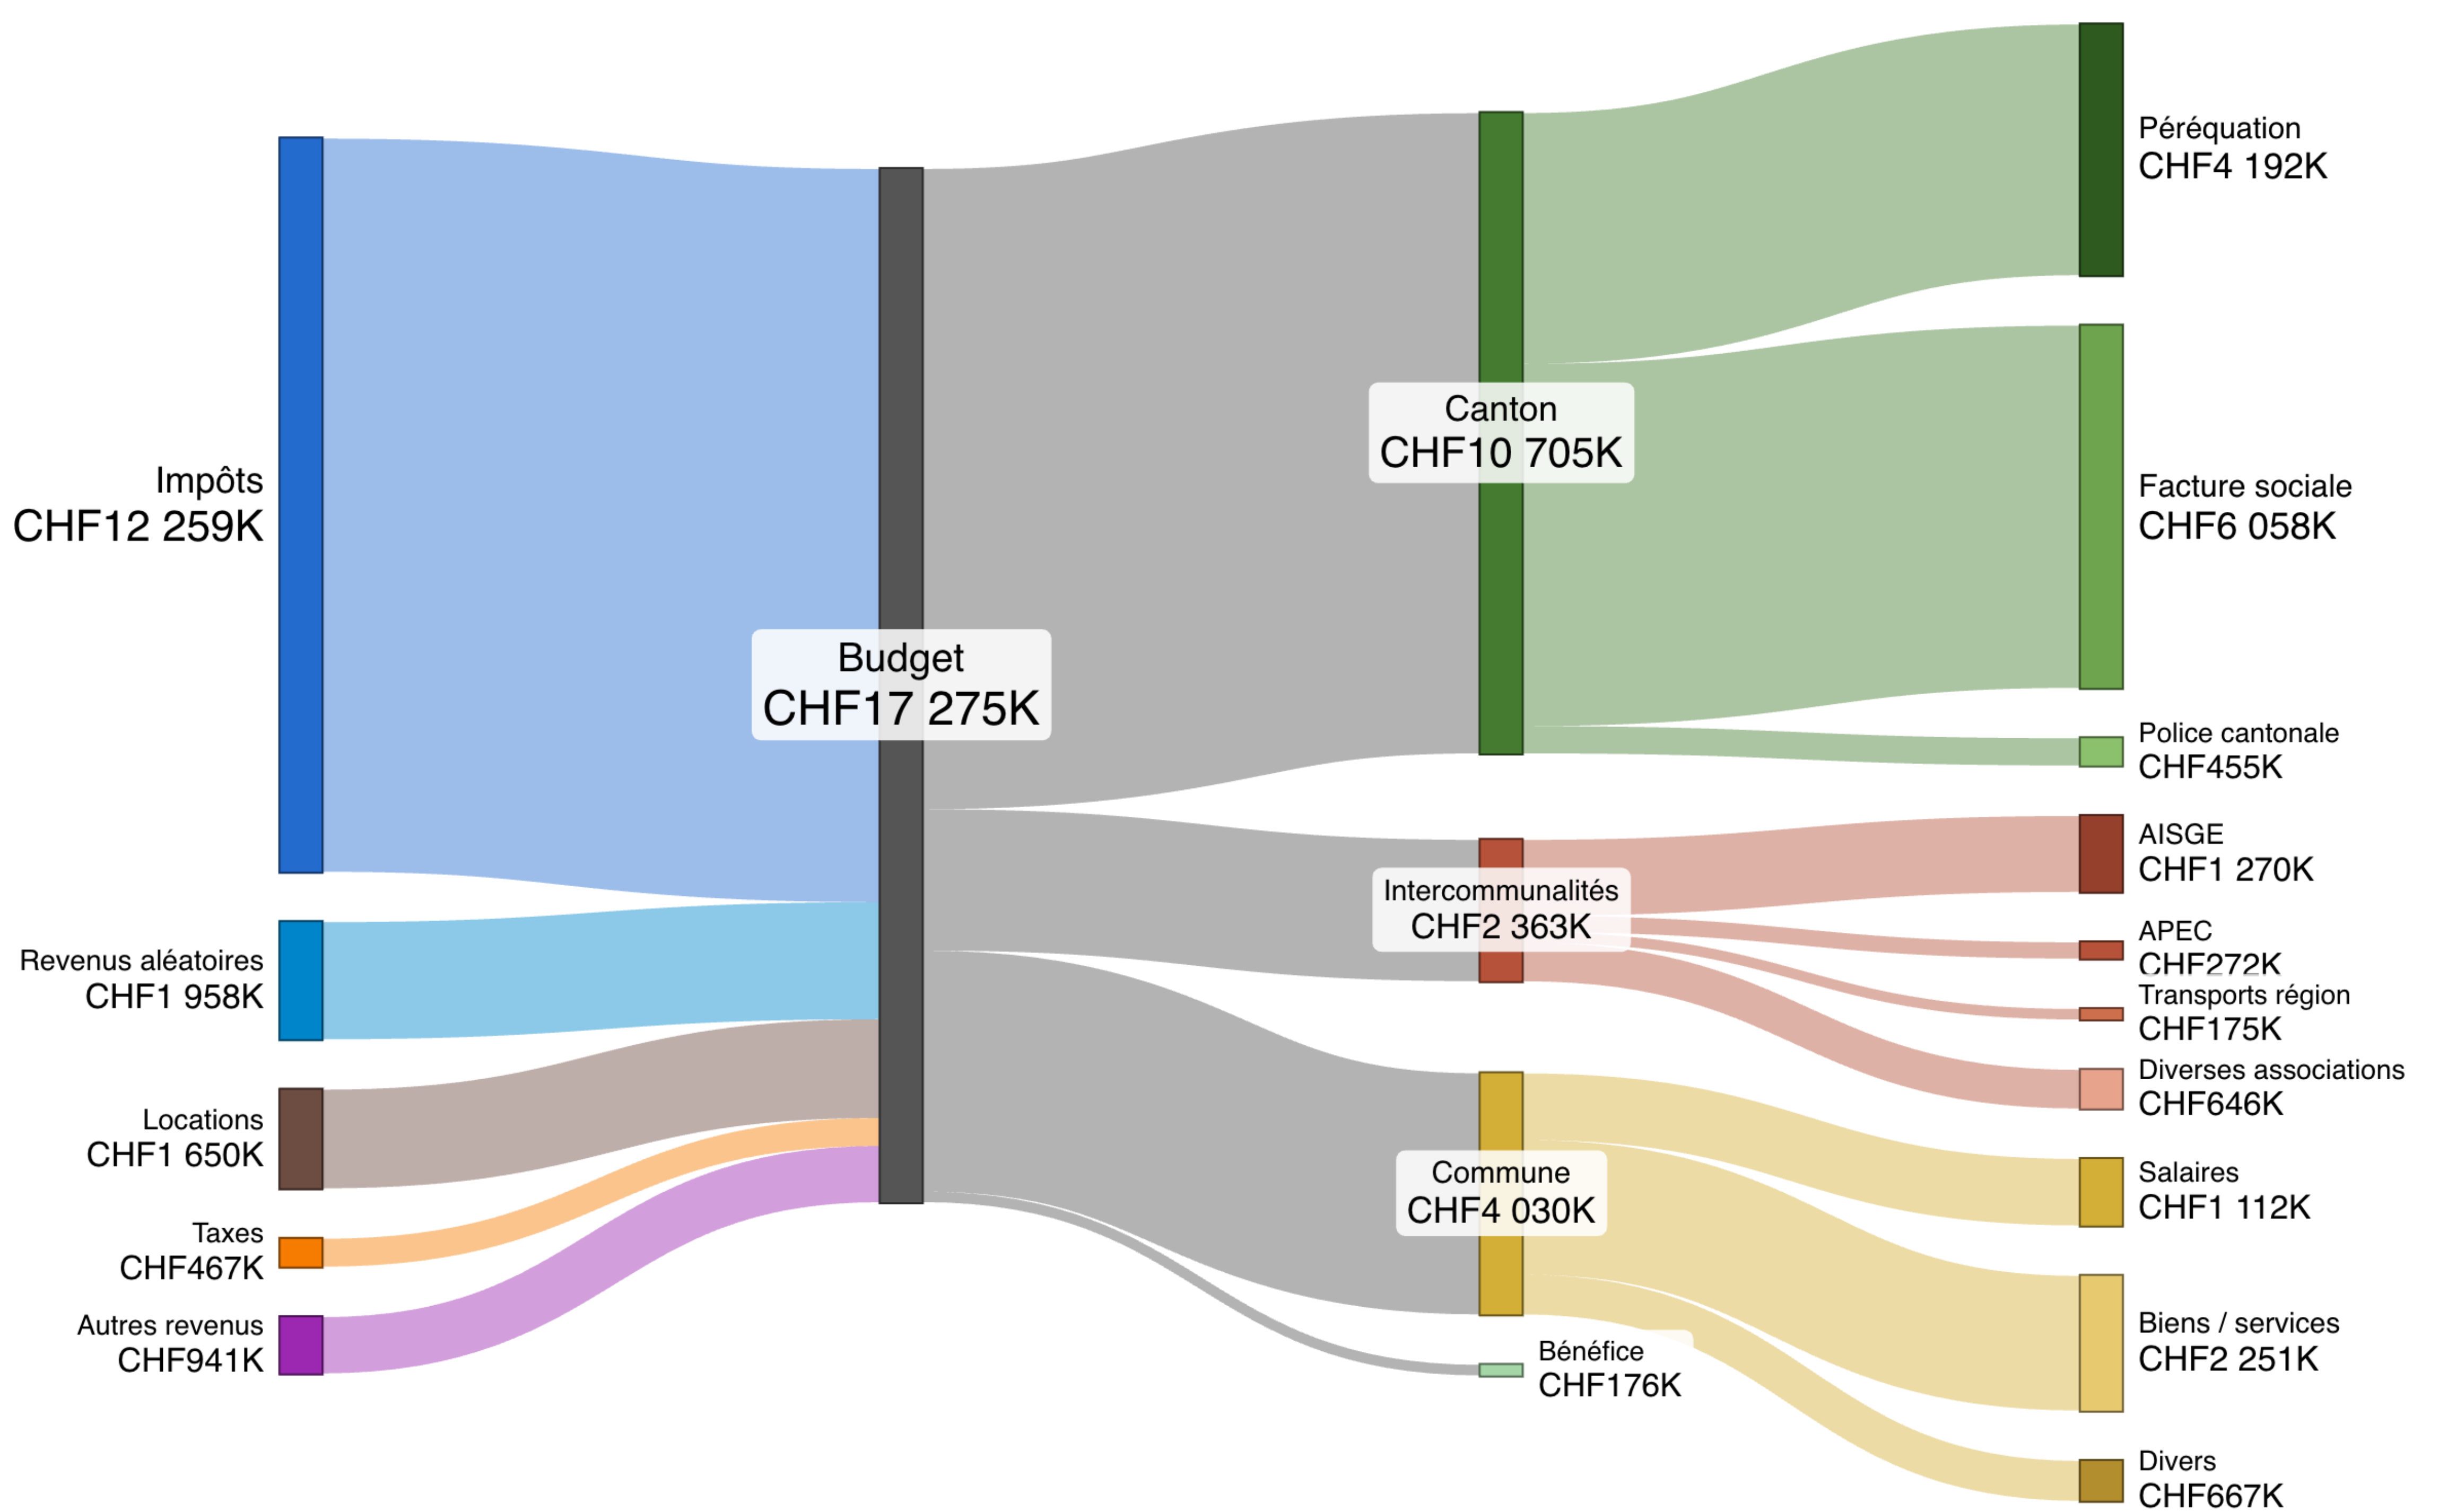 Impôts
CHF12 259K
Revenus aléatoires
CHF1 958K
Locations
CHF1 650K
Taxes
CHF467K
Autres revenus
CHF941K
Budget
CHF17 275K
Canton
CHF10 705K
Intercommunalités
CHF2 363K
Commune
CHF4 030K
Bénéfice
CHF176K
Péréquation
CHF4 192K
Facture sociale
CHF6 058K
Police cantonale
CHF455K
AISGE
CHF1 270K
APEC
CHF272K
Transports région
CHF175K
Diverses associations
CHF646K
Salaires
CHF1 112K
Biens / services
CHF2 251K
Divers
CHF667K